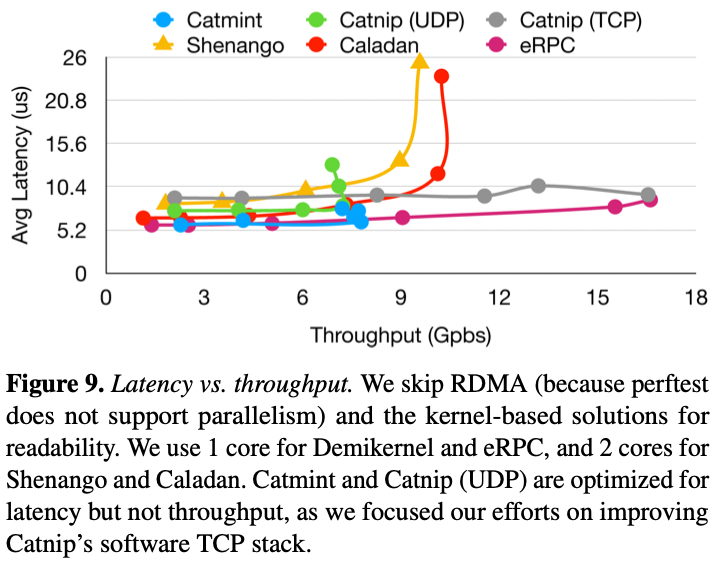 Catmint Catnip (UDP) Catnip (TCP)
Shenango Caladan eRPC
Avg Latency (us)
26
20.8
15.6
10.4
5.2
0
0 3 6 9 12 15 18
Throughput (Gpbs)
Figure 9. Latency vs. throughput. We skip RDMA (because perftest
does not support parallelism) and the kernel-based solutions for
readability. We use 1 core for Demikernel and eRPC, and 2 cores for
Shenango and Caladan. Catmint and Catnip (UDP) are optimized for
latency but not throughput, as we focused our efforts on improving
Catnip’s software TCP stack.